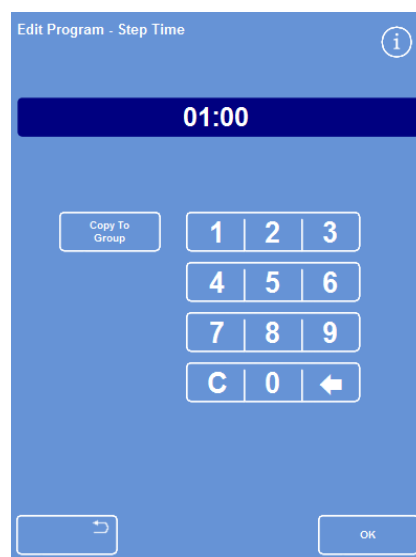 Edit Program - Step Time
i
01:00
Copy To
Group
1 2 3
4 5 6
7 8 9
C 0
OK